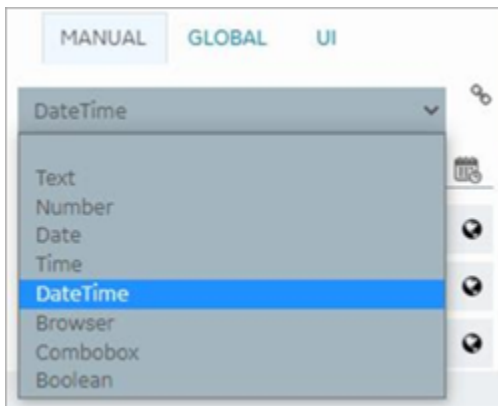 MANUAL GLOBAL UI
DateTime
Text
Number
Date
Time
DateTime
Browser
Combobox
Boolean